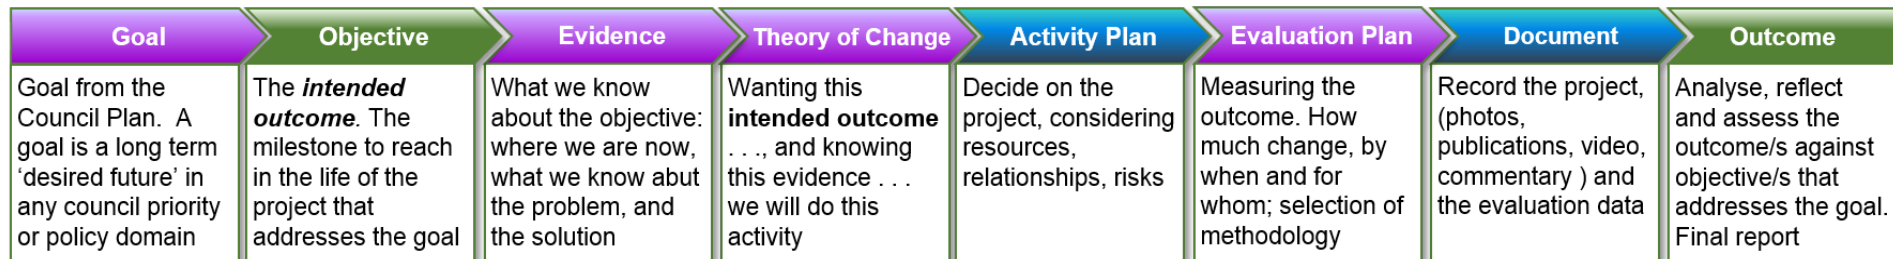 Goal
Goal from the
Council Plan.  A
goal is a long term
‘desired future’ in
any council priority
or policy domain
Objective
The intended
outcome. The
milestone to reach
in the life of the
project that
addresses the goal
Evidence
What we know
about the objective:
where we are now,
what we know abut
the problem, and
the solution
Theory of Change
Wanting this
intended outcome
. . ., and knowing
this evidence . . .
we will do this
activity
Activity Plan
Decide on the
project, considering
resources,
relationships, risks
Evaluation Plan
Measuring the
outcome. How
much change, by
when and for
whom; selection of
methodology
Document
Record the project,
(photos,
publications, video,
commentary ) and
the evaluation data
Outcome
Analyse, reflect
and assess the
outcome/s against
objective/s that
addresses the goal.
Final report